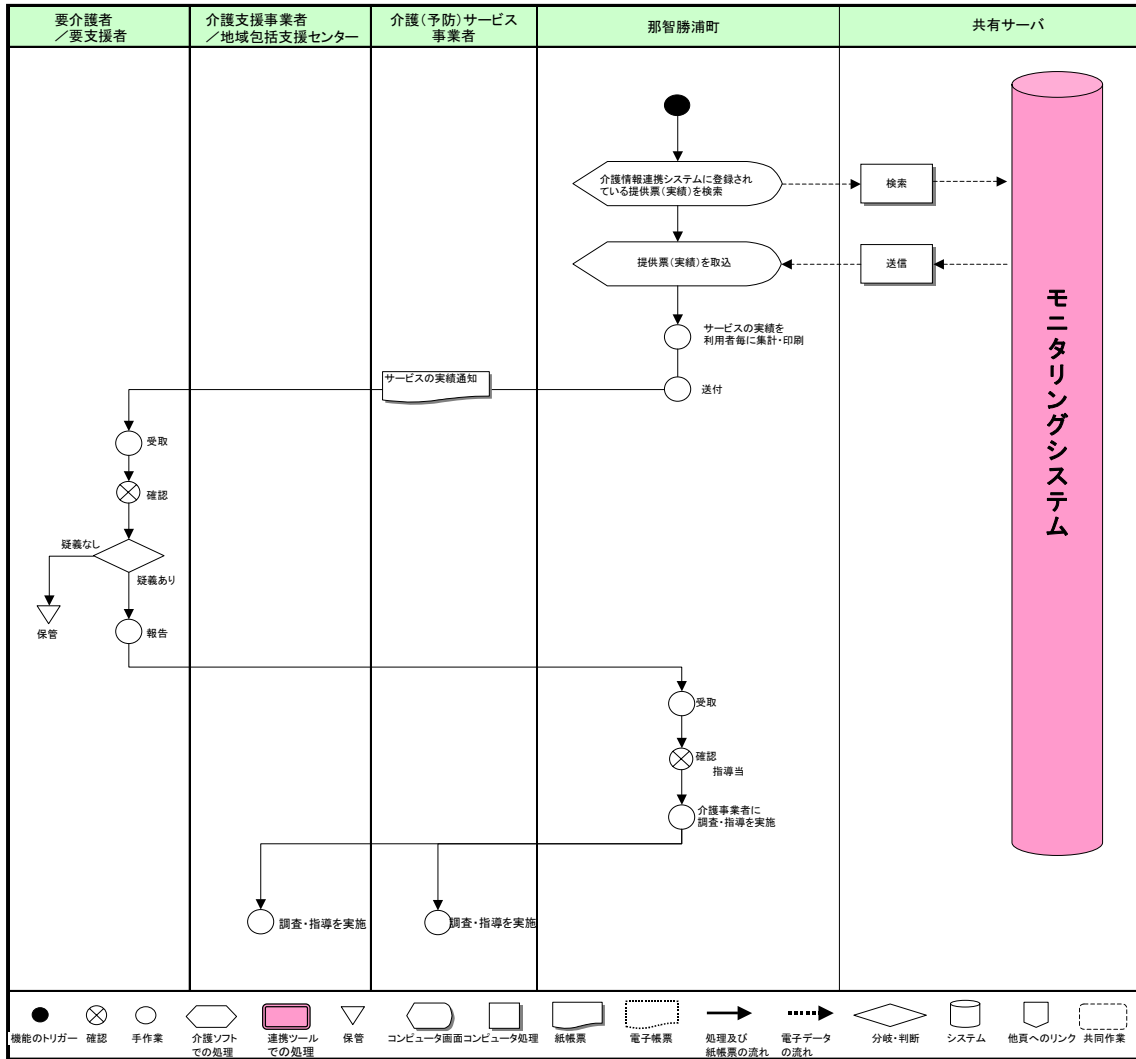 要介護者
／要支援者
介護支援事業者
／地域包括支援センター
介護(予防)サービス
事業者
那智勝浦町
共有サーバ
介護情報連携システムに登録され
ている提供票(実績)を検索
検索
提供票(実績)を取込
送信
モニタリングシステム
サービスの実績を
利用者毎に集計・印刷
サービスの実績通知
送付
受取
確認
疑義なし
疑義あり
保管
報告
受取
確認
指導当
介護事業者に
調査・指導を実施
調査・指導を実施
調査・指導を実施
機能のトリガー
確認
手作業
介護ソフト
での処理
連携ツール
での処理
保管
コンピュータ画面
コンピュータ処理
紙帳票
電子帳票
処理及び
紙帳票の流れ
電子データ
の流れ
分岐・判断
システム
他頁へのリンク
共同作業